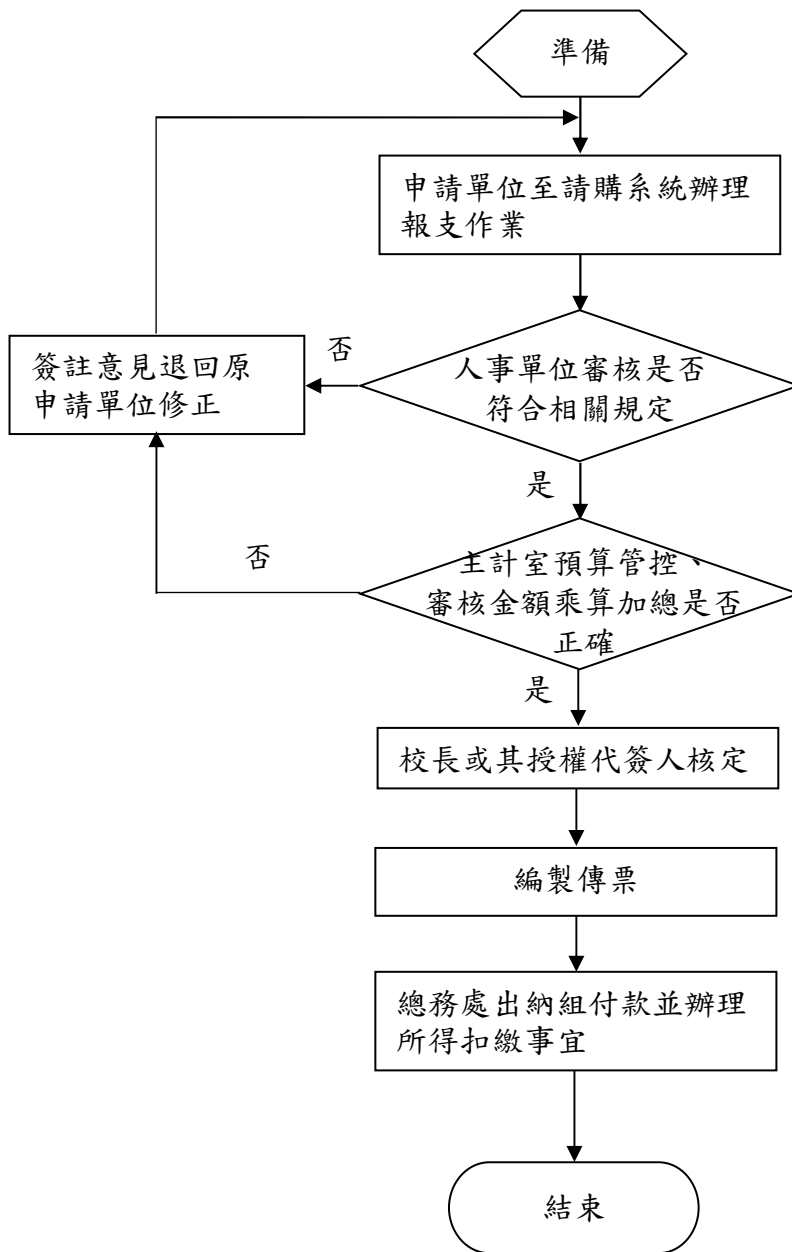 準備
申請單位至請購系統辦理
報支作業
簽註意見退回原
申請單位修正
否
人事單位審核是否
符合相關規定
是
否
主計室預算管控、
審核金額乘算加總是否
正確
是
校長或其授權代簽人核定
編製傳票
總務處出納組付款並辦理
所得扣繳事宜
結束